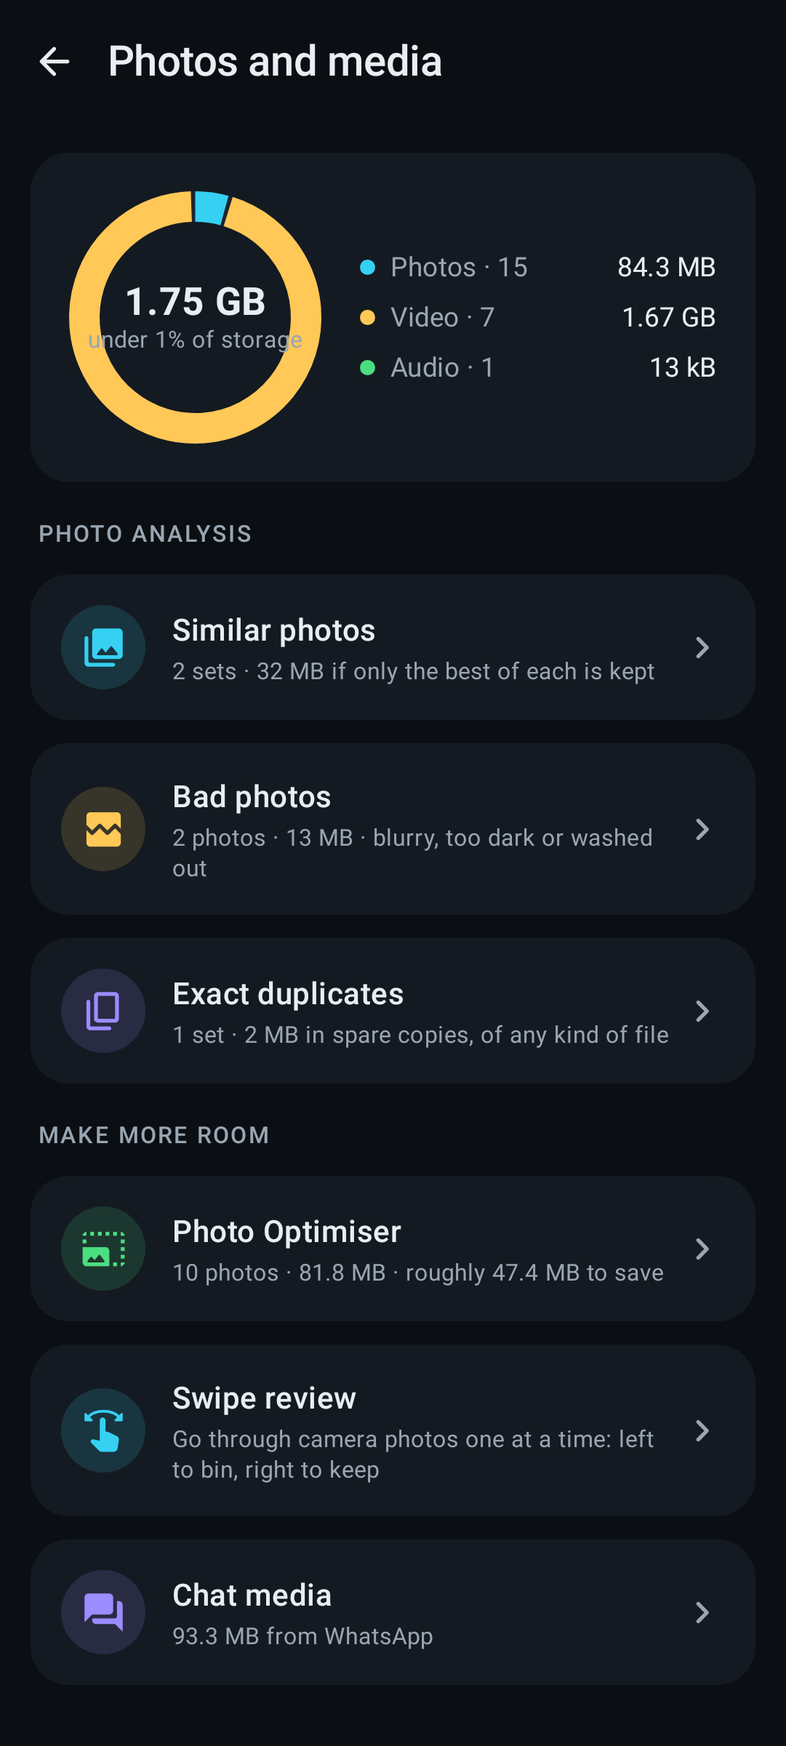 Photos and media
1.75 GB
under 1% of storage
Photos · 15 84.3 MB
Video · 7 1.67 GB
Audio · 1 13 kB
PHOTO ANALYSIS
Similar photos
2 sets · 32 MB if only the best of each is kept
Bad photos
2 photos · 13 MB · blurry, too dark or washed
out
Exact duplicates
1 set · 2 MB in spare copies, of any kind of file
MAKE MORE ROOM
Photo Optimiser
10 photos · 81.8 MB · roughly 47.4 MB to save
Swipe review
Go through camera photos one at a time: left
to bin, right to keep
Chat media
93.3 MB from WhatsApp